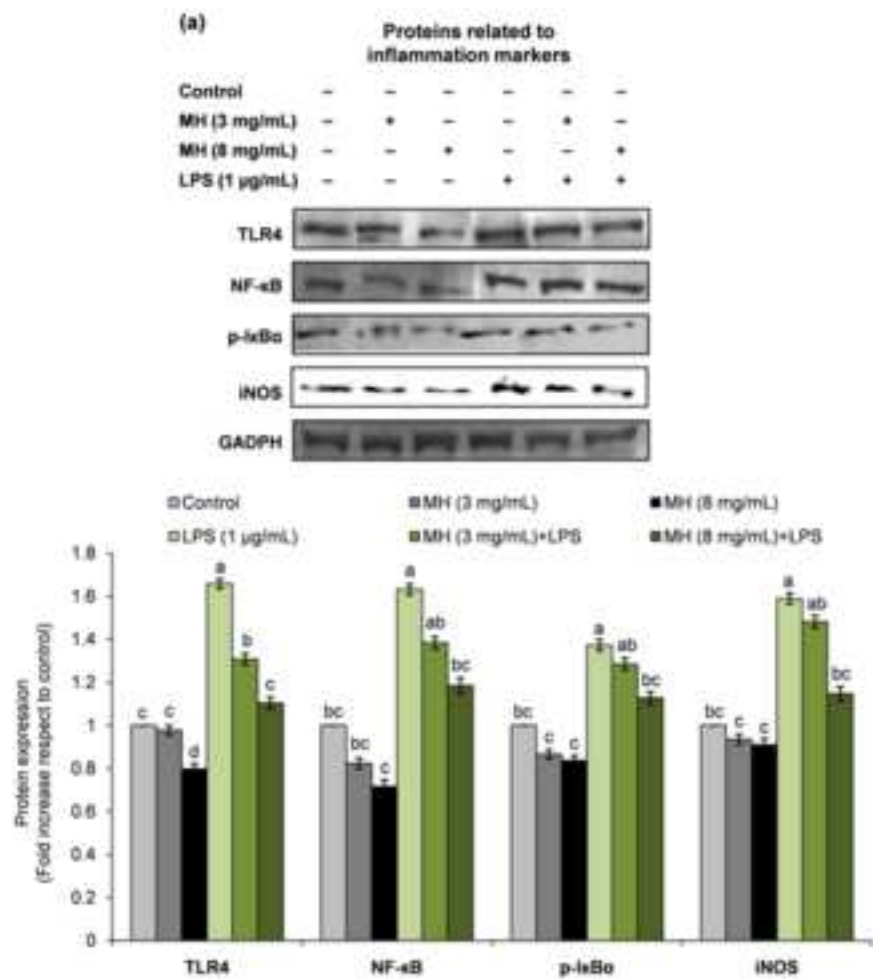 (a)
Proteins related to
inflammation markers
Control – – – – – –
MH (3 mg/mL) – + – – + –
MH (8 mg/mL) – – + – – +
LPS (1 µg/mL) – – – + + +
TLR4
NF-κB
p-IκBα
iNOS
GADPH
Control MH (3 mg/mL) MH (8 mg/mL)
LPS (1 µg/mL) MH (3 mg/mL)+LPS MH (8 mg/mL)+LPS
Protein expression
(Fold increase respect to control)
1.8
1.6
1.4
1.2
1
0.8
0.6
0.4
0.2
0
c c d a b c
bc bc c a ab bc
bc c c a ab bc
bc c c a ab bc
TLR4 NF-κB p-IκBα iNOS